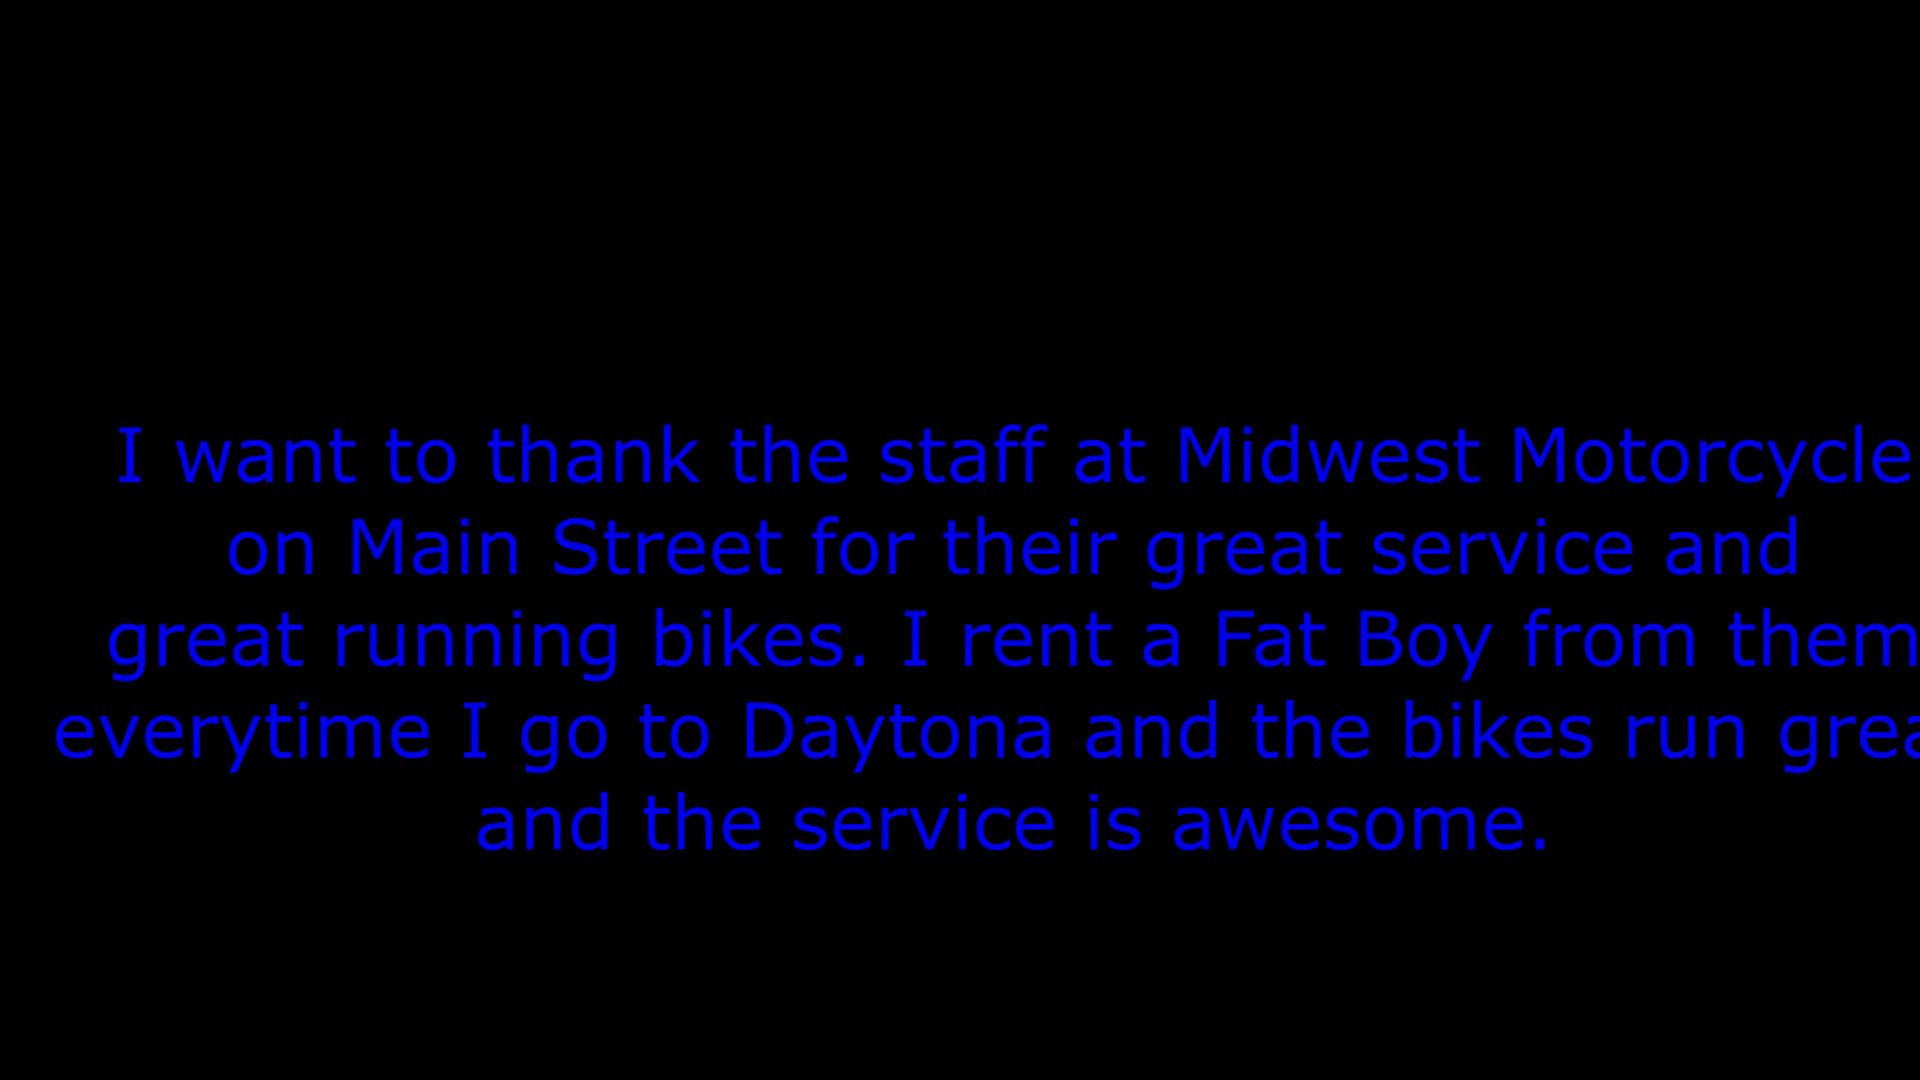 I want to thank the staff at Midwest Motorcycle
on Main Street for their great service and
great running bikes. I rent a Fat Boy from them
everytime I go to Daytona and the bikes run grea
and the service is awesome.